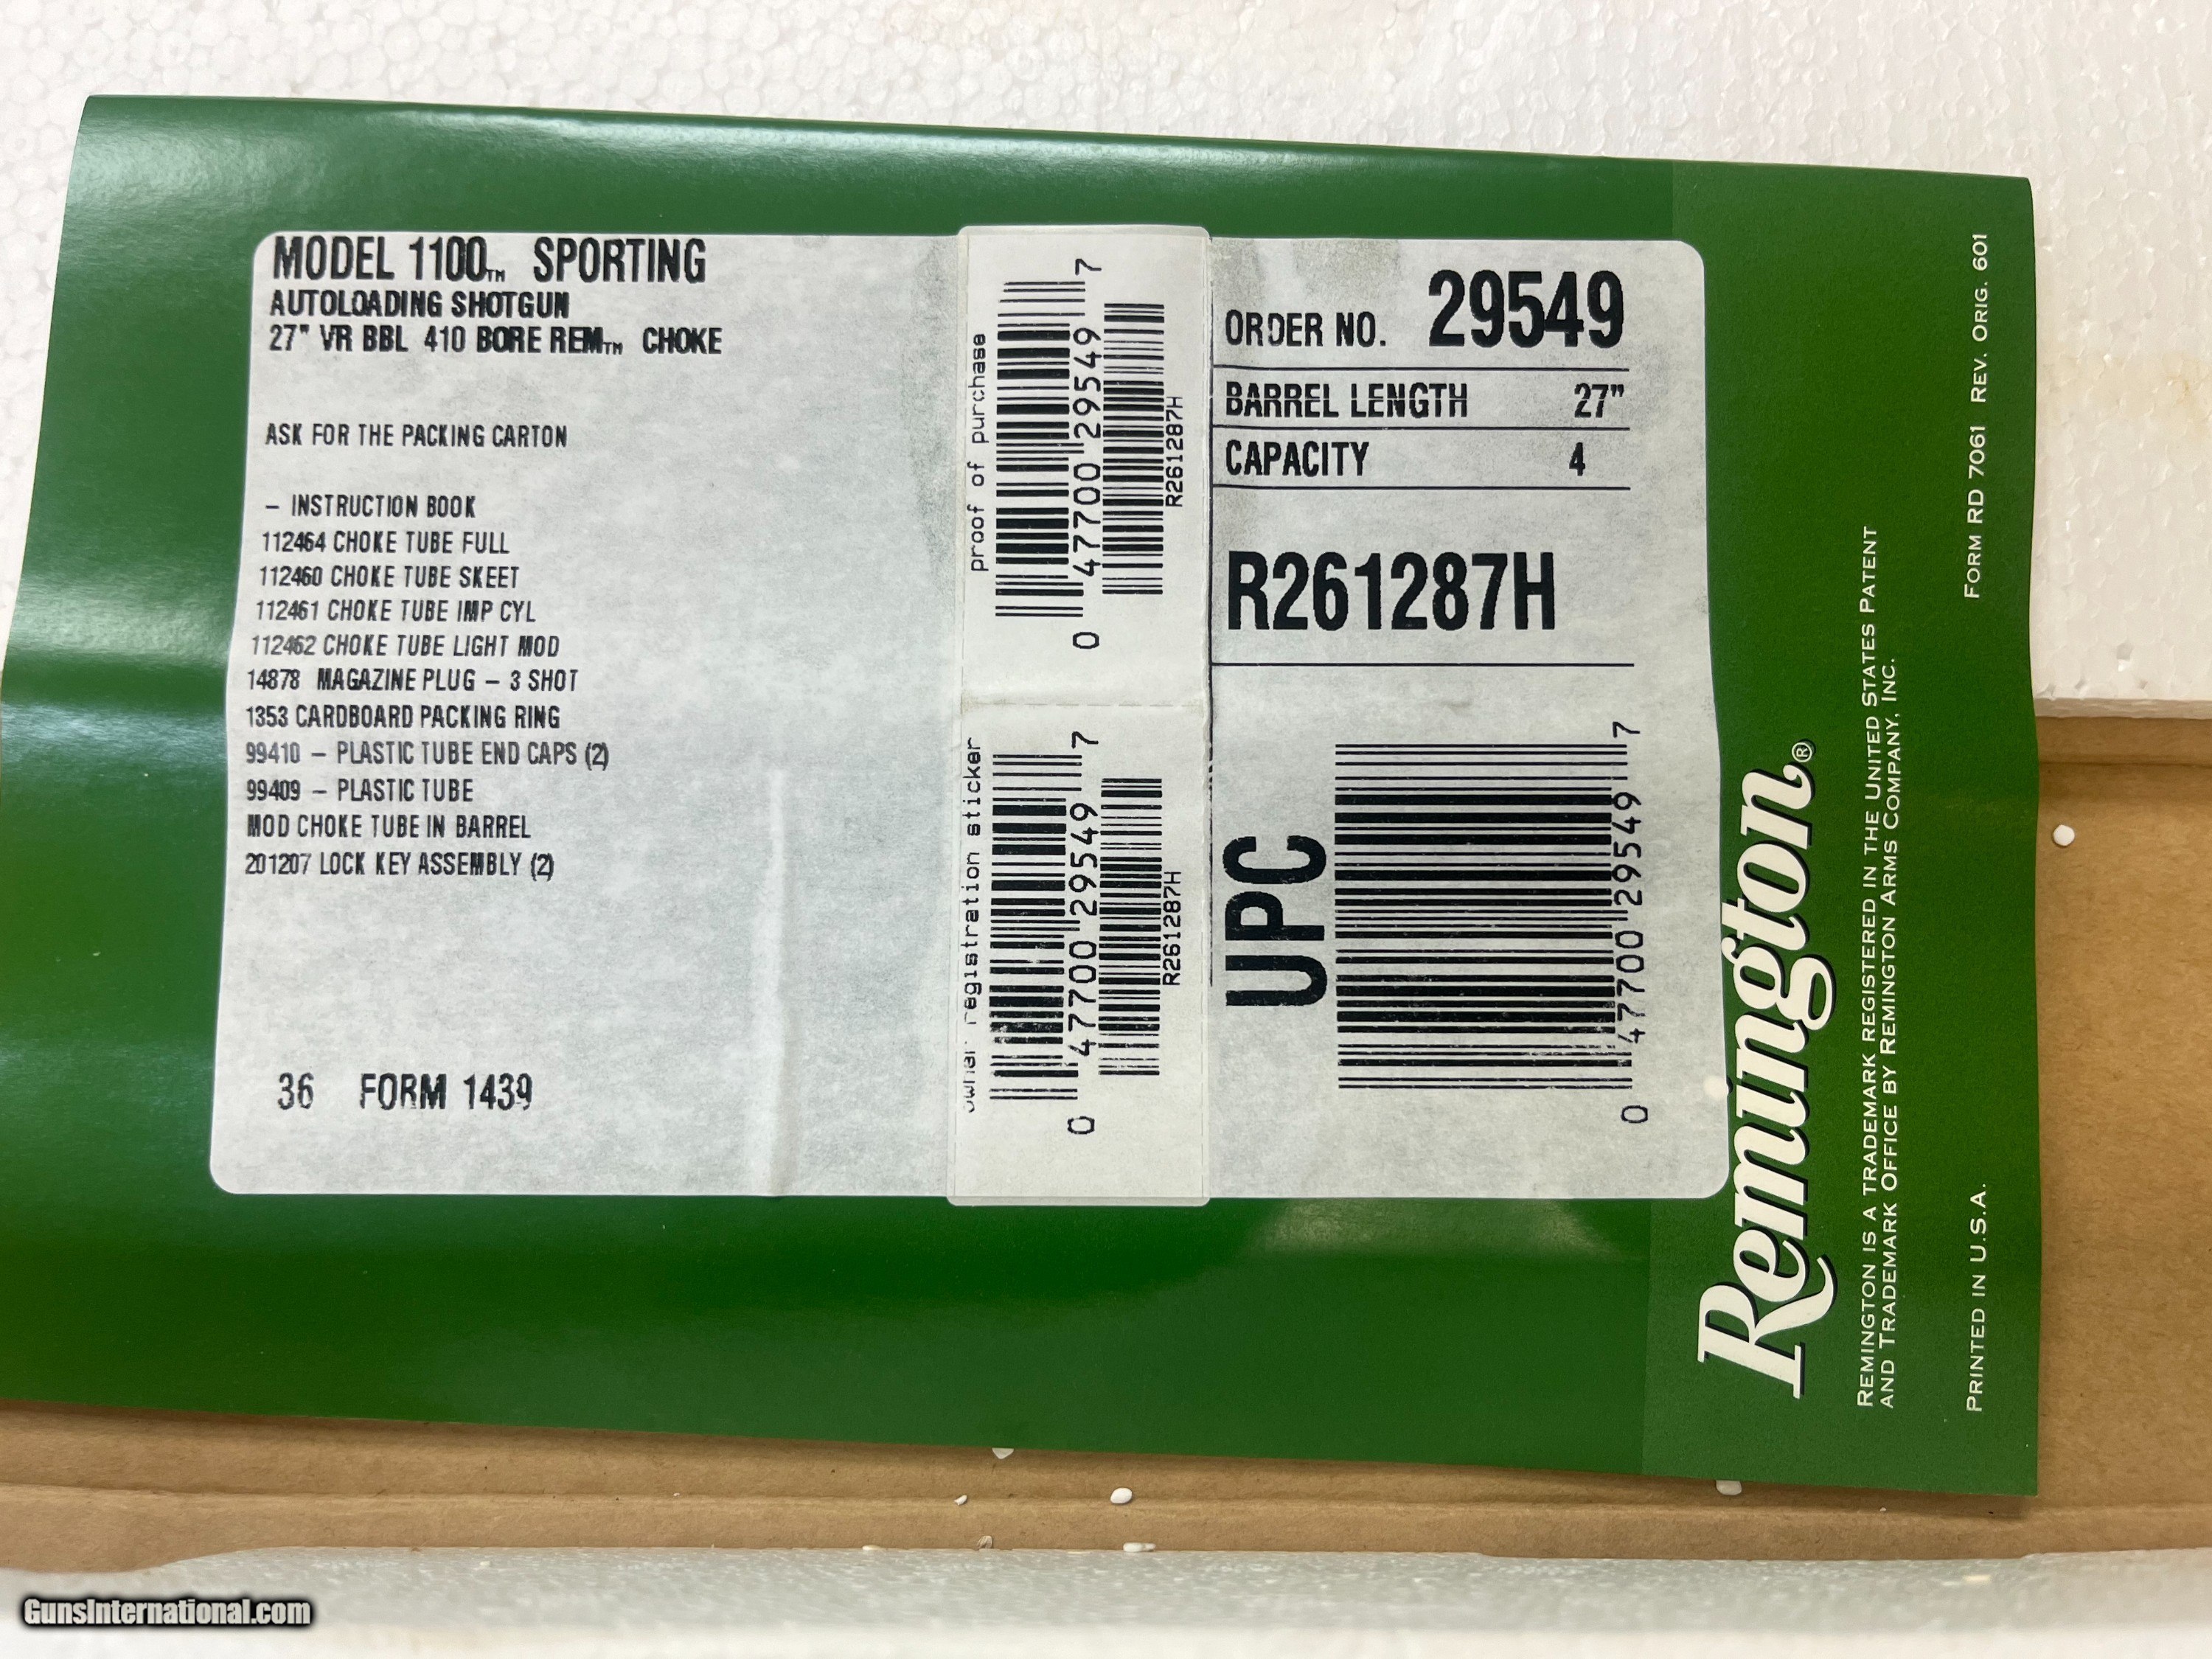 MODEL 1100™ SPORTING
AUTOLOADING SHOTGUN
27" VR BBL 410 BORE REM™ CHOKE
ASK FOR THE PACKING CARTON
– INSTRUCTION BOOK
112464 CHOKE TUBE FULL
112460 CHOKE TUBE SKEET
112461 CHOKE TUBE IMP CYL
112462 CHOKE TUBE LIGHT MOD
14878 MAGAZINE PLUG – 3 SHOT
1353 CARDBOARD PACKING RING
99410 – PLASTIC TUBE END CAPS (2)
99409 – PLASTIC TUBE
MOD CHOKE TUBE IN BARREL
201207 LOCK KEY ASSEMBLY (2)
36 FORM 1439
proof of purchase
0 47700 29549 7
R261287H
owner registration sticker
0 47700 29549 7
R261287H
ORDER NO. 29549
BARREL LENGTH 27"
CAPACITY 4
R261287H
UPC
0 47700 29549 7
Remington®
REMINGTON IS A TRADEMARK REGISTERED IN THE UNITED STATES PATENT
AND TRADEMARK OFFICE BY REMINGTON ARMS COMPANY, INC.
PRINTED IN U.S.A.
FORM RD 7061 REV. ORIG. 601
GunsInternational.com